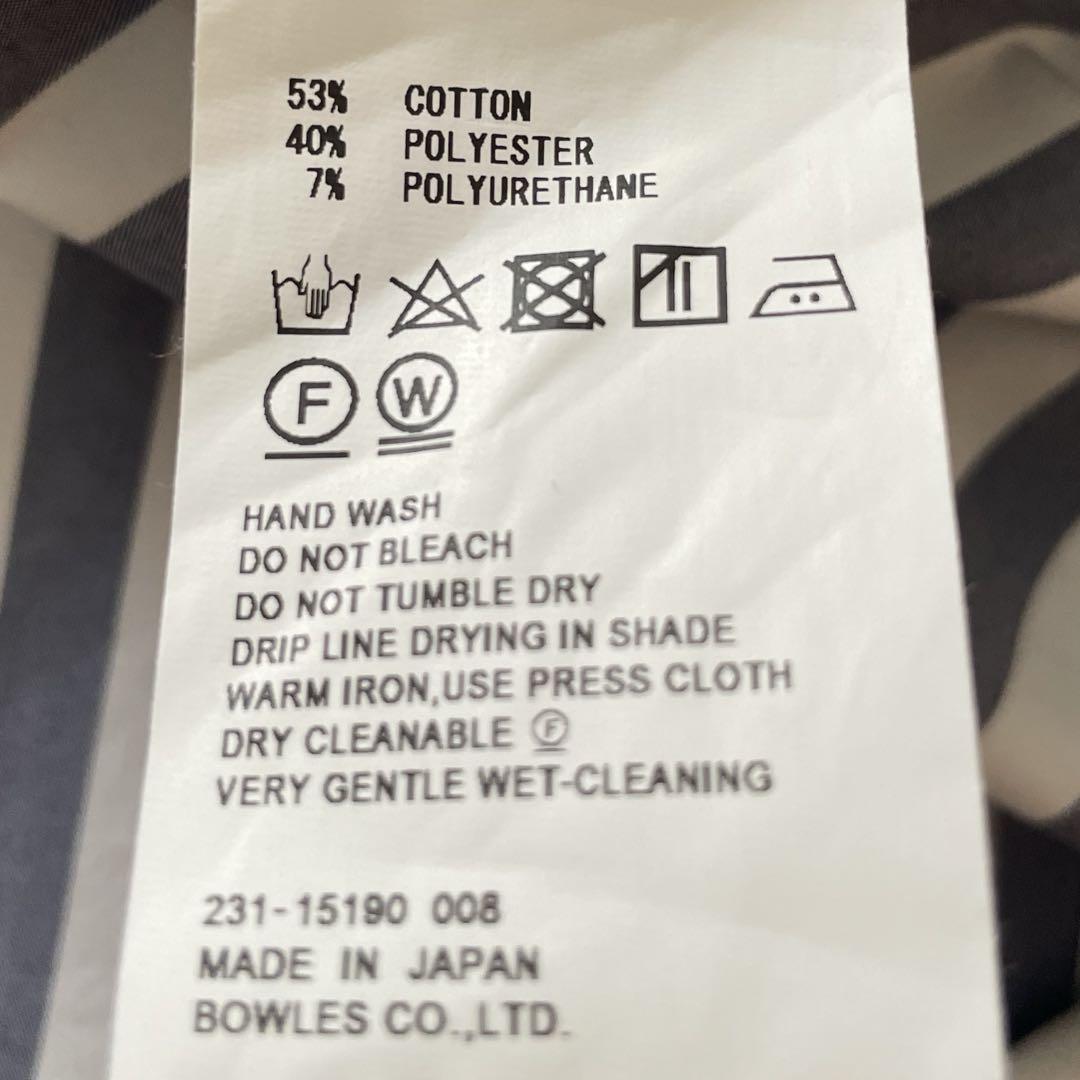 53% COTTON
40% POLYESTER
7% POLYURETHANE
F W
HAND WASH
DO NOT BLEACH
DO NOT TUMBLE DRY
DRIP LINE DRYING IN SHADE
WARM IRON,USE PRESS CLOTH
DRY CLEANABLE Ⓕ
VERY GENTLE WET-CLEANING
231-15190 008
MADE IN JAPAN
BOWLES CO.,LTD.